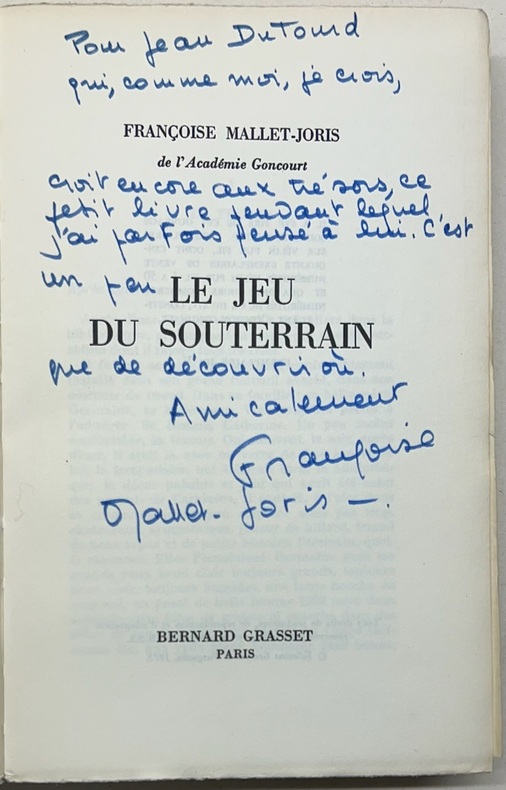 Pour Jean DuTourd
qui, comme moi, je crois,
FRANÇOISE MALLET-JORIS
de l'Académie Goncourt
croit encore aux trésors, ce
petit livre pendant lequel
j'ai parfois pensé à lui. C'est
un peu LE JEU
DU SOUTERRAIN
que de découvrir où.
Amicalement
Françoise
Mallet-Joris –.
BERNARD GRASSET
PARIS